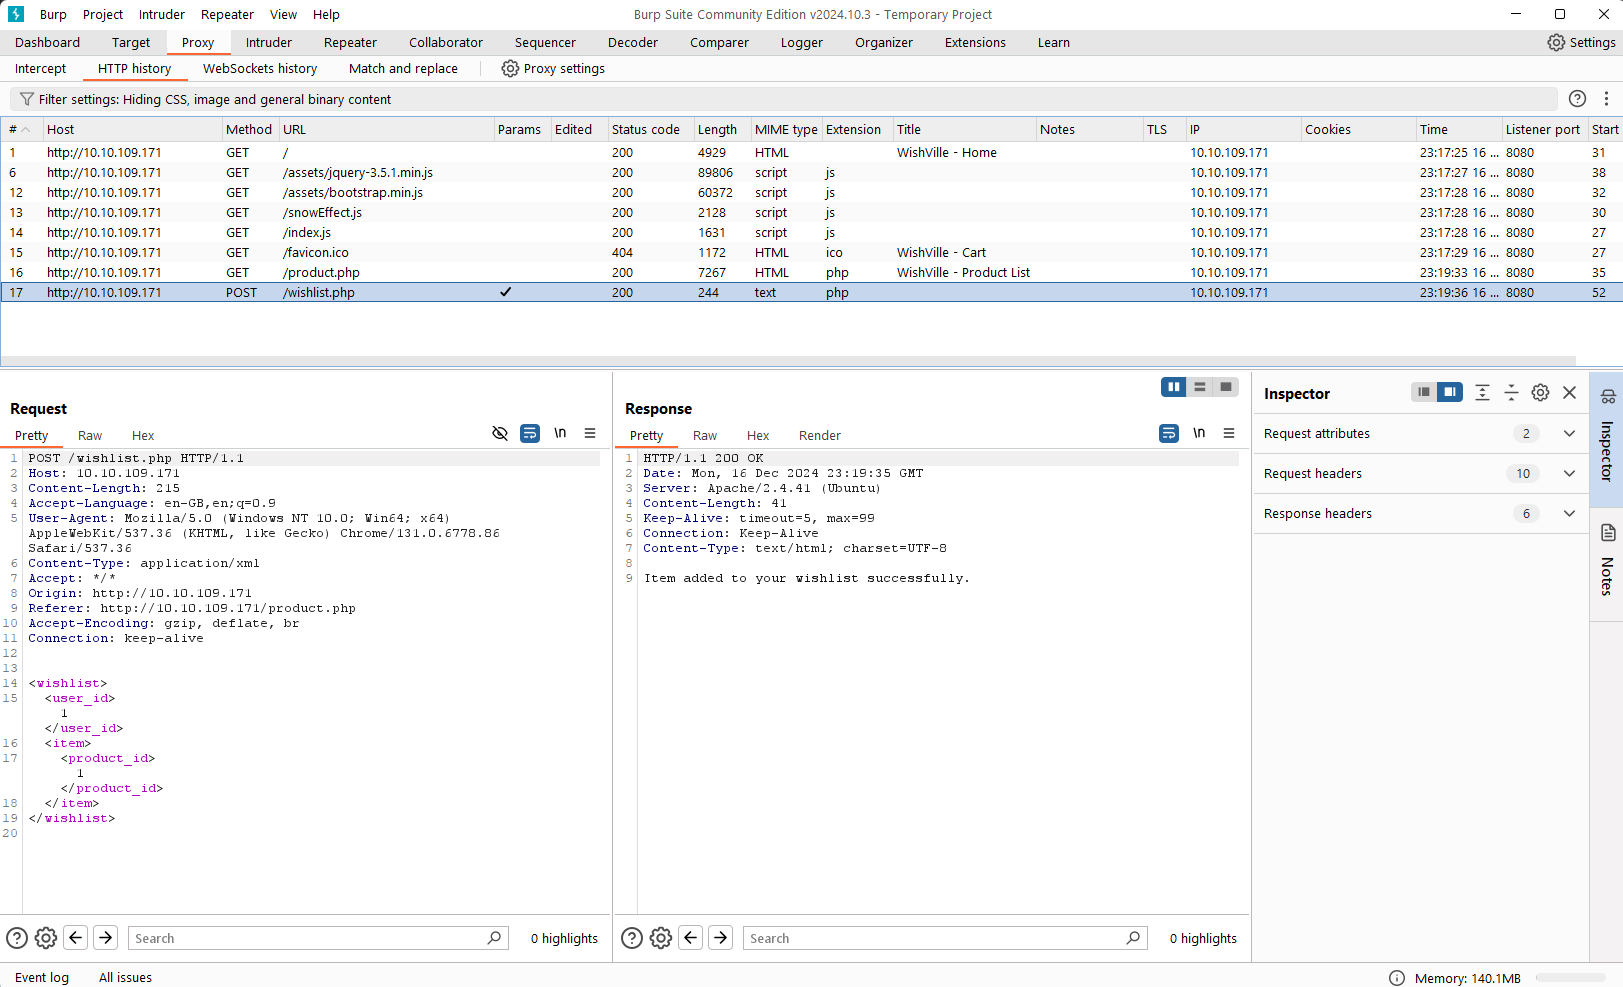 Burp Project Intruder Repeater View Help Burp Suite Community Edition v2024.10.3 - Temporary Project
Dashboard Target Proxy Intruder Repeater Collaborator Sequencer Decoder Comparer Logger Organizer Extensions Learn Settings
Intercept HTTP history WebSockets history Match and replace Proxy settings
Filter settings: Hiding CSS, image and general binary content
# Host Method URL Params Edited Status code Length MIME type Extension Title Notes TLS IP Cookies Time Listener port Start
1 http://10.10.109.171 GET / 200 4929 HTML WishVille - Home 10.10.109.171 23:17:25 16 ... 8080 31
6 http://10.10.109.171 GET /assets/jquery-3.5.1.min.js 200 89806 script js 10.10.109.171 23:17:27 16 ... 8080 38
12 http://10.10.109.171 GET /assets/bootstrap.min.js 200 60372 script js 10.10.109.171 23:17:28 16 ... 8080 32
13 http://10.10.109.171 GET /snowEffect.js 200 2128 script js 10.10.109.171 23:17:28 16 ... 8080 30
14 http://10.10.109.171 GET /index.js 200 1631 script js 10.10.109.171 23:17:28 16 ... 8080 27
15 http://10.10.109.171 GET /favicon.ico 404 1172 HTML ico WishVille - Cart 10.10.109.171 23:17:29 16 ... 8080 27
16 http://10.10.109.171 GET /product.php 200 7267 HTML php WishVille - Product List 10.10.109.171 23:19:33 16 ... 8080 35
17 http://10.10.109.171 POST /wishlist.php ✓ 200 244 text php 10.10.109.171 23:19:36 16 ... 8080 52
Request
Pretty Raw Hex \n
1 POST /wishlist.php HTTP/1.1
2 Host: 10.10.109.171
3 Content-Length: 215
4 Accept-Language: en-GB,en;q=0.9
5 User-Agent: Mozilla/5.0 (Windows NT 10.0; Win64; x64)
AppleWebKit/537.36 (KHTML, like Gecko) Chrome/131.0.6778.86
Safari/537.36
6 Content-Type: application/xml
7 Accept: */*
8 Origin: http://10.10.109.171
9 Referer: http://10.10.109.171/product.php
10 Accept-Encoding: gzip, deflate, br
11 Connection: keep-alive
12
13
14 <wishlist>
15 <user_id>
1
</user_id>
16 <item>
17 <product_id>
1
</product_id>
18 </item>
19 </wishlist>
20
Search 0 highlights
Response
Pretty Raw Hex Render \n
1 HTTP/1.1 200 OK
2 Date: Mon, 16 Dec 2024 23:19:35 GMT
3 Server: Apache/2.4.41 (Ubuntu)
4 Content-Length: 41
5 Keep-Alive: timeout=5, max=99
6 Connection: Keep-Alive
7 Content-Type: text/html; charset=UTF-8
8
9 Item added to your wishlist successfully.
Search 0 highlights
Inspector
Request attributes 2
Request headers 10
Response headers 6
Inspector
Notes
Event log All issues Memory: 140.1MB